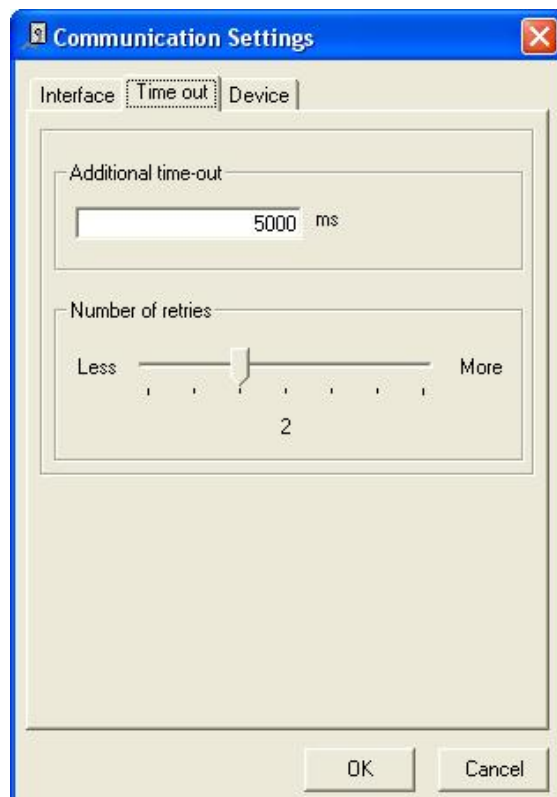 Communication Settings
Interface Time out Device
Additional time-out
5000 ms
Number of retries
Less More
2
OK Cancel